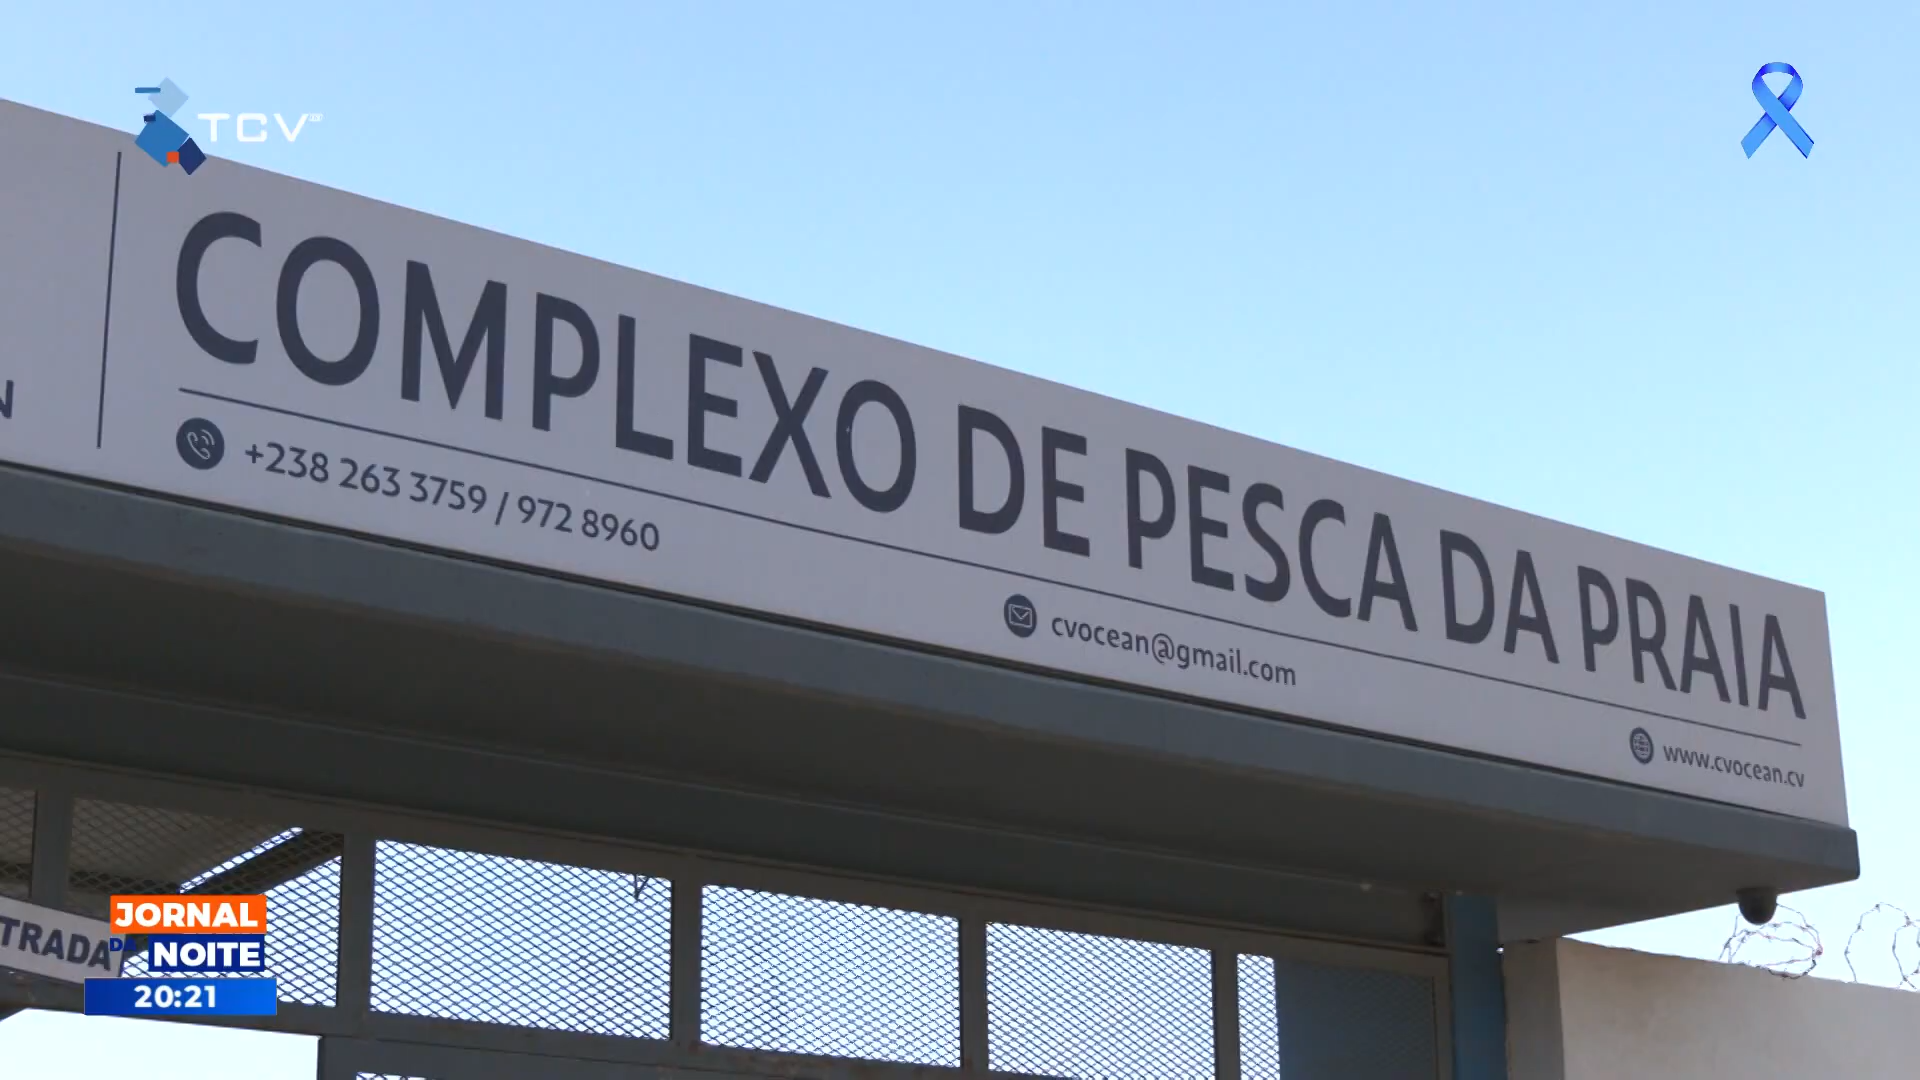 TCV
COMPLEXO DE PESCA DA PRAIA
N
+238 263 3759 / 972 8960
cvocean@gmail.com
www.cvocean.cv
TRADA
JORNAL
DA NOITE
20:21